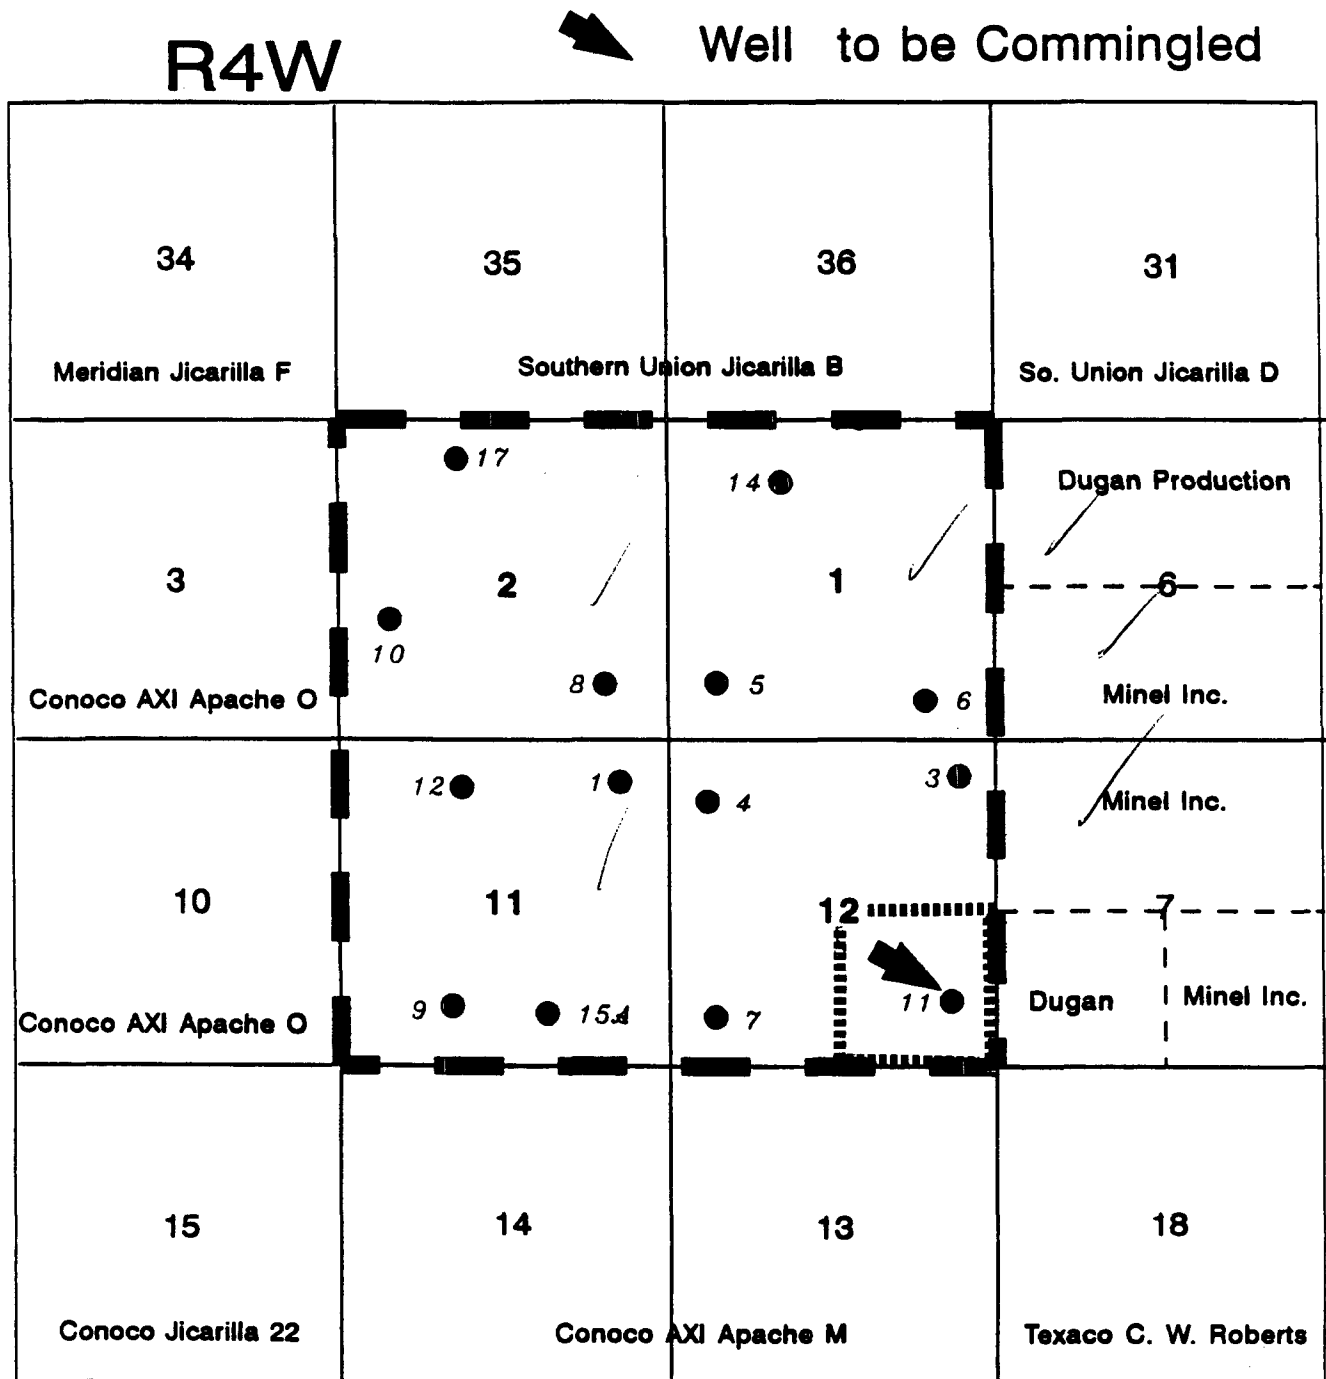 R4W
Well to be Commingled
34
35
36
31
Meridian Jicarilla F
Southern Union Jicarilla B
So. Union Jicarilla D
17
14
Dugan Production
3
2
1
6
10
8
5
6
Conoco AXI Apache O
Minel Inc.
12
1
4
3
Minel Inc.
10
11
12
7
9
15A
7
11
Dugan
Minel Inc.
Conoco AXI Apache O
15
14
13
18
Conoco Jicarilla 22
Conoco AXI Apache M
Texaco C. W. Roberts